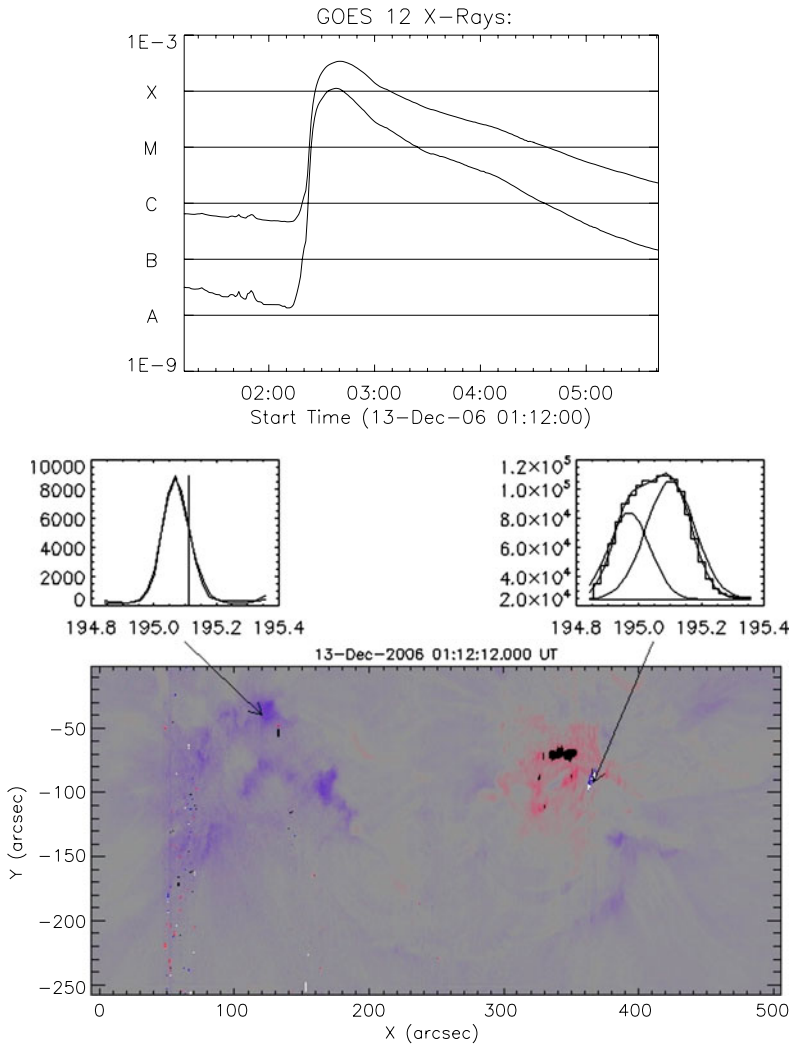 GOES 12 X-Rays:
1E-3
X
M
C
B
A
1E-9
02:00 03:00 04:00 05:00
Start Time (13-Dec-06 01:12:00)
10000
8000
6000
4000
2000
0
194.8 195.0 195.2 195.4
1.2×10⁵
1.0×10⁵
8.0×10⁴
6.0×10⁴
4.0×10⁴
2.0×10⁴
194.8 195.0 195.2 195.4
13-Dec-2006 01:12:12.000 UT
-50
-100
-150
-200
-250
Y (arcsec)
0 100 200 300 400 500
X (arcsec)